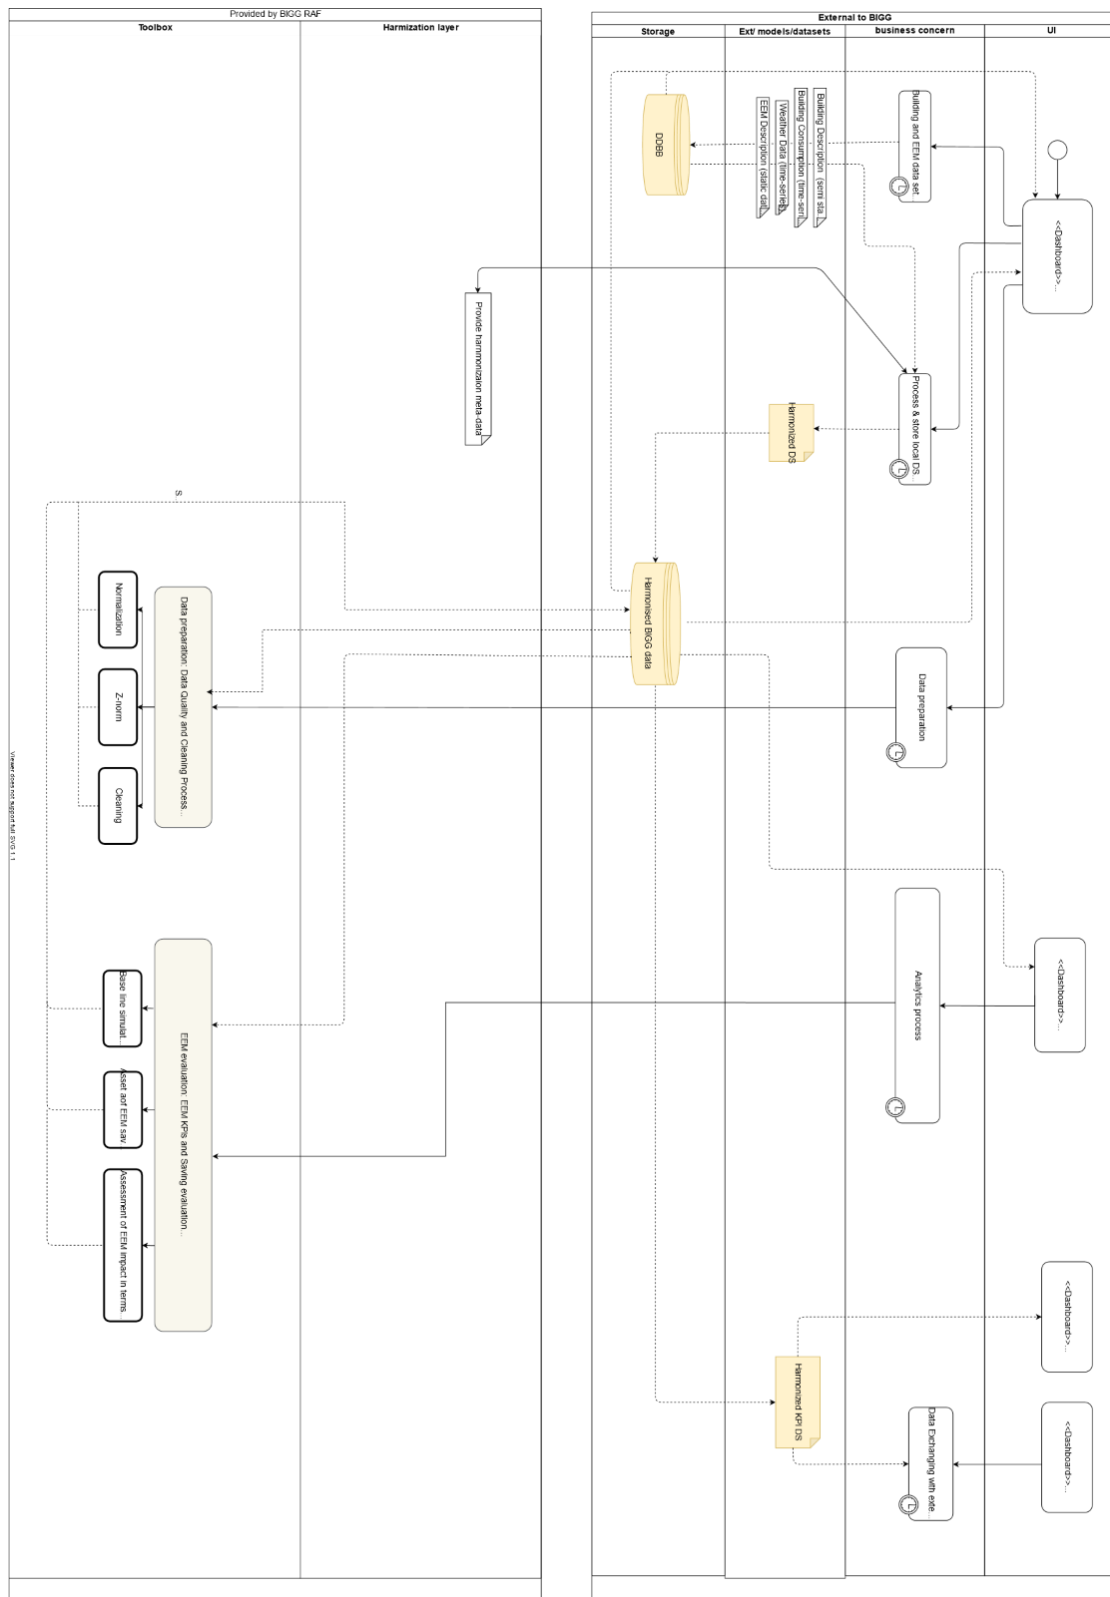 Provided by BIGG RAF
Toolbox
Harmization layer
External to BIGG
Storage
Ext/ models/datasets
business concern
UI
DDBB
EEM Description (static dat
Weather Data (time-series
Building Consumption (time-seri
Building Description (semi sta
Building and EEM data set...
<<Dashboard>>...
Provide harmmonizaion meta-data
Harmonized DS
Process & store local DS...
S
Normalization
Z-norm
Cleaning
Data preparation: Data Quality and Cleaning Process...
Harmonised BIGG data
Data preparation
Viewer does not support full SVG 1.1
Base line simulat...
Asset aof EEM sav...
Assessment of EEM impact in terms...
EEM evaluation: EEM KPIs and Saving evaluation...
Analytics process
<<Dashboard>>...
Harmonized KPI DS
Data Exchanging wth exte...
<<Dashboard>>...
<<Dashboard>>...